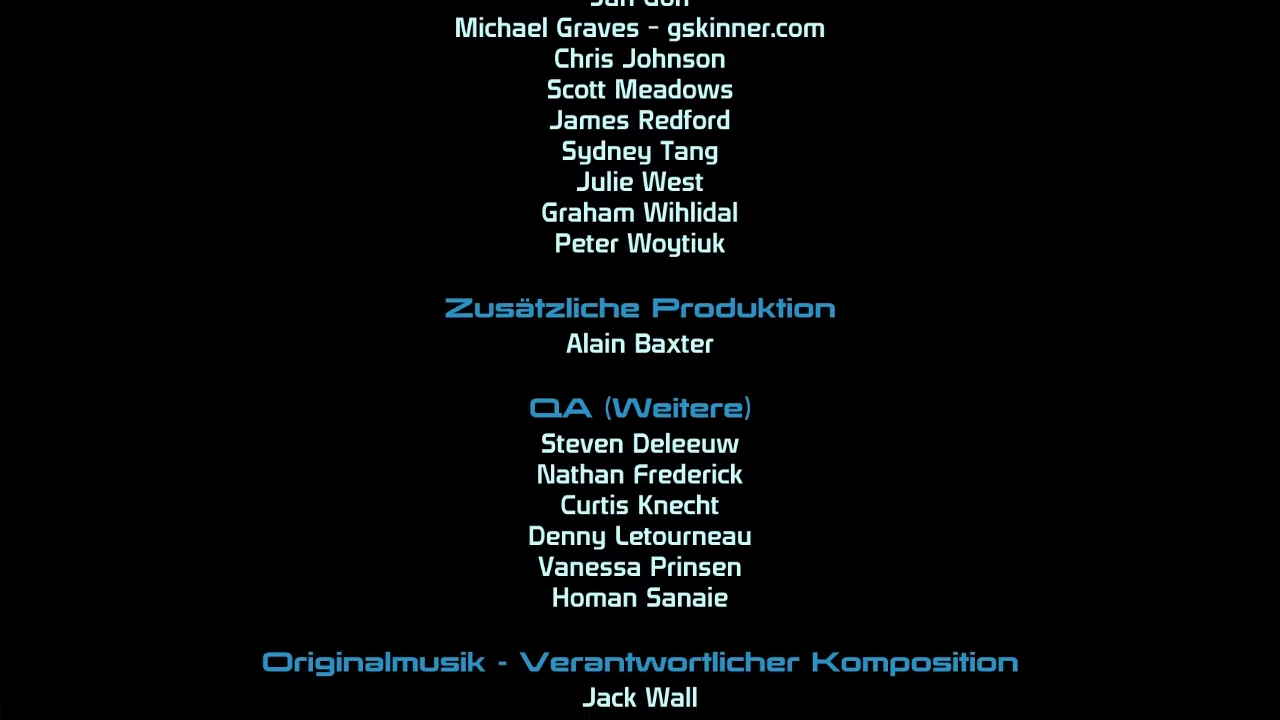 Michael Graves - gskinner.com
Chris Johnson
Scott Meadows
James Redford
Sydney Tang
Julie West
Graham Wihlidal
Peter Woytiuk
Zusätzliche Produktion
Alain Baxter
QA (Weitere)
Steven Deleeuw
Nathan Frederick
Curtis Knecht
Denny Letourneau
Vanessa Prinsen
Homan Sanaie
Originalmusik - Verantwortlicher Komposition
Jack Wall